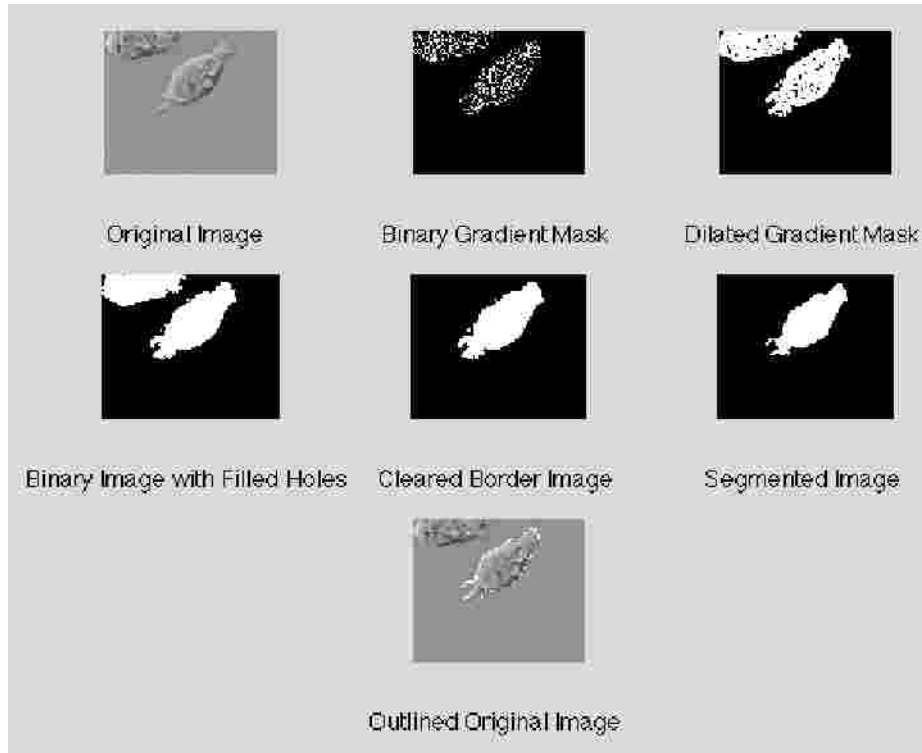 Original Image
Binary Gradient Mask
Dilated Gradient Mask
Binary Image with Filled Holes
Cleared Border Image
Segmented Image
Outlined Original Image